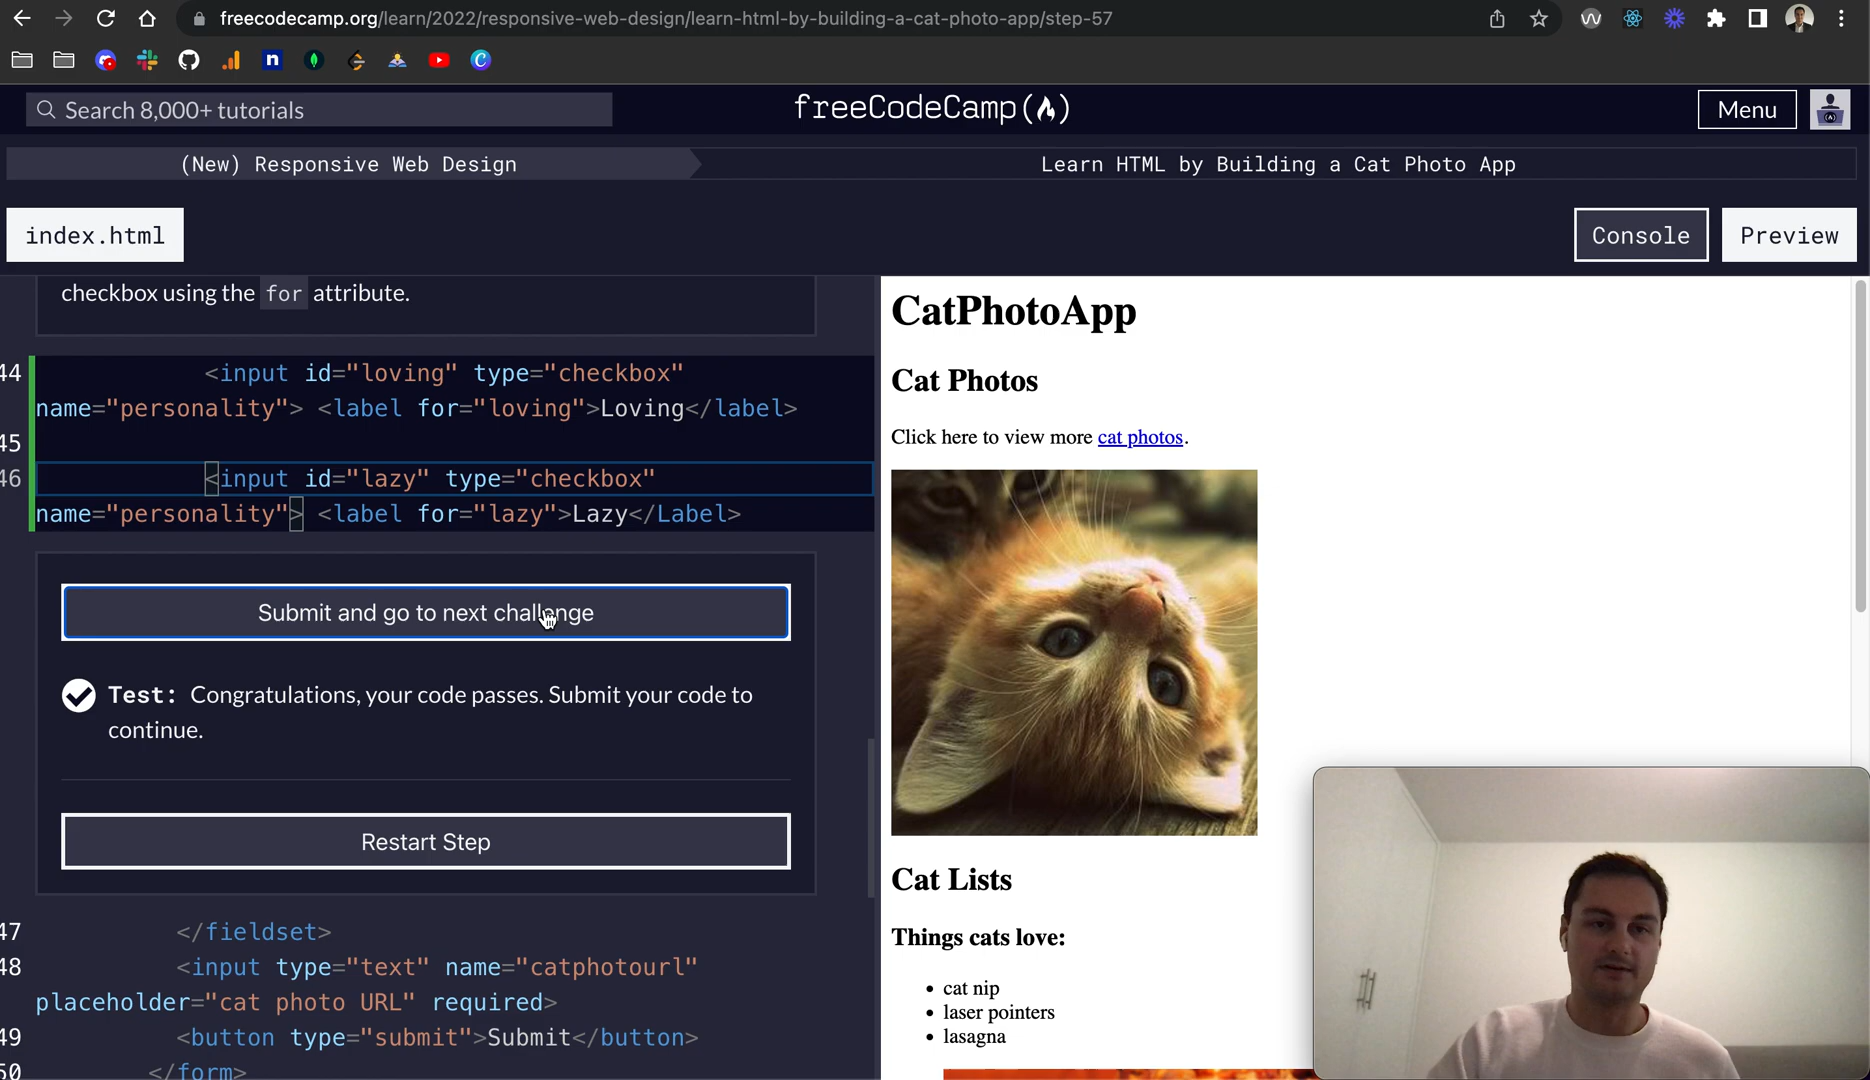 freecodecamp.org/learn/2022/responsive-web-design/learn-html-by-building-a-cat-photo-app/step-57
Search 8,000+ tutorials
freeCodeCamp(🔥)
Menu
(New) Responsive Web Design
Learn HTML by Building a Cat Photo App
index.html
Console
Preview
checkbox using the for attribute.
44 <input id="loving" type="checkbox"
name="personality"> <label for="loving">Loving</label>
45
46 <input id="lazy" type="checkbox"
name="personality"> <label for="lazy">Lazy</Label>
Submit and go to next challenge
Test: Congratulations, your code passes. Submit your code to
continue.
Restart Step
47 </fieldset>
48 <input type="text" name="catphotourl"
placeholder="cat photo URL" required>
49 <button type="submit">Submit</button>
50 </form>
CatPhotoApp
Cat Photos
Click here to view more cat photos.
Cat Lists
Things cats love:
• cat nip
• laser pointers
• lasagna